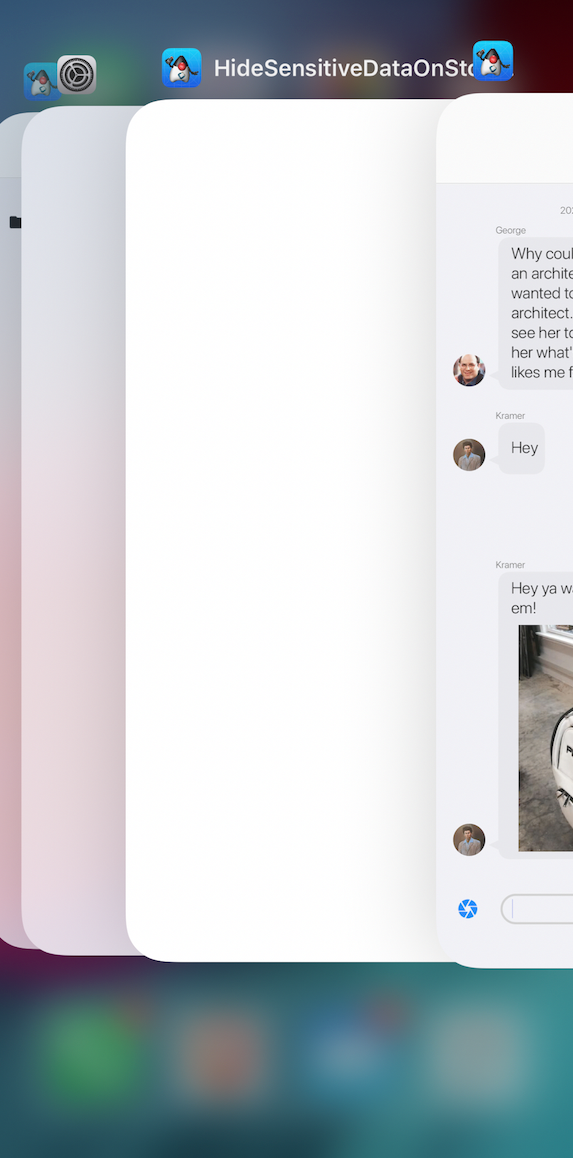 HideSensitiveDataOnSto
202
George
Why coul
an archite
wanted to
architect.
see her to
her what'
likes me f
Kramer
Hey
Kramer
Hey ya wa
em!